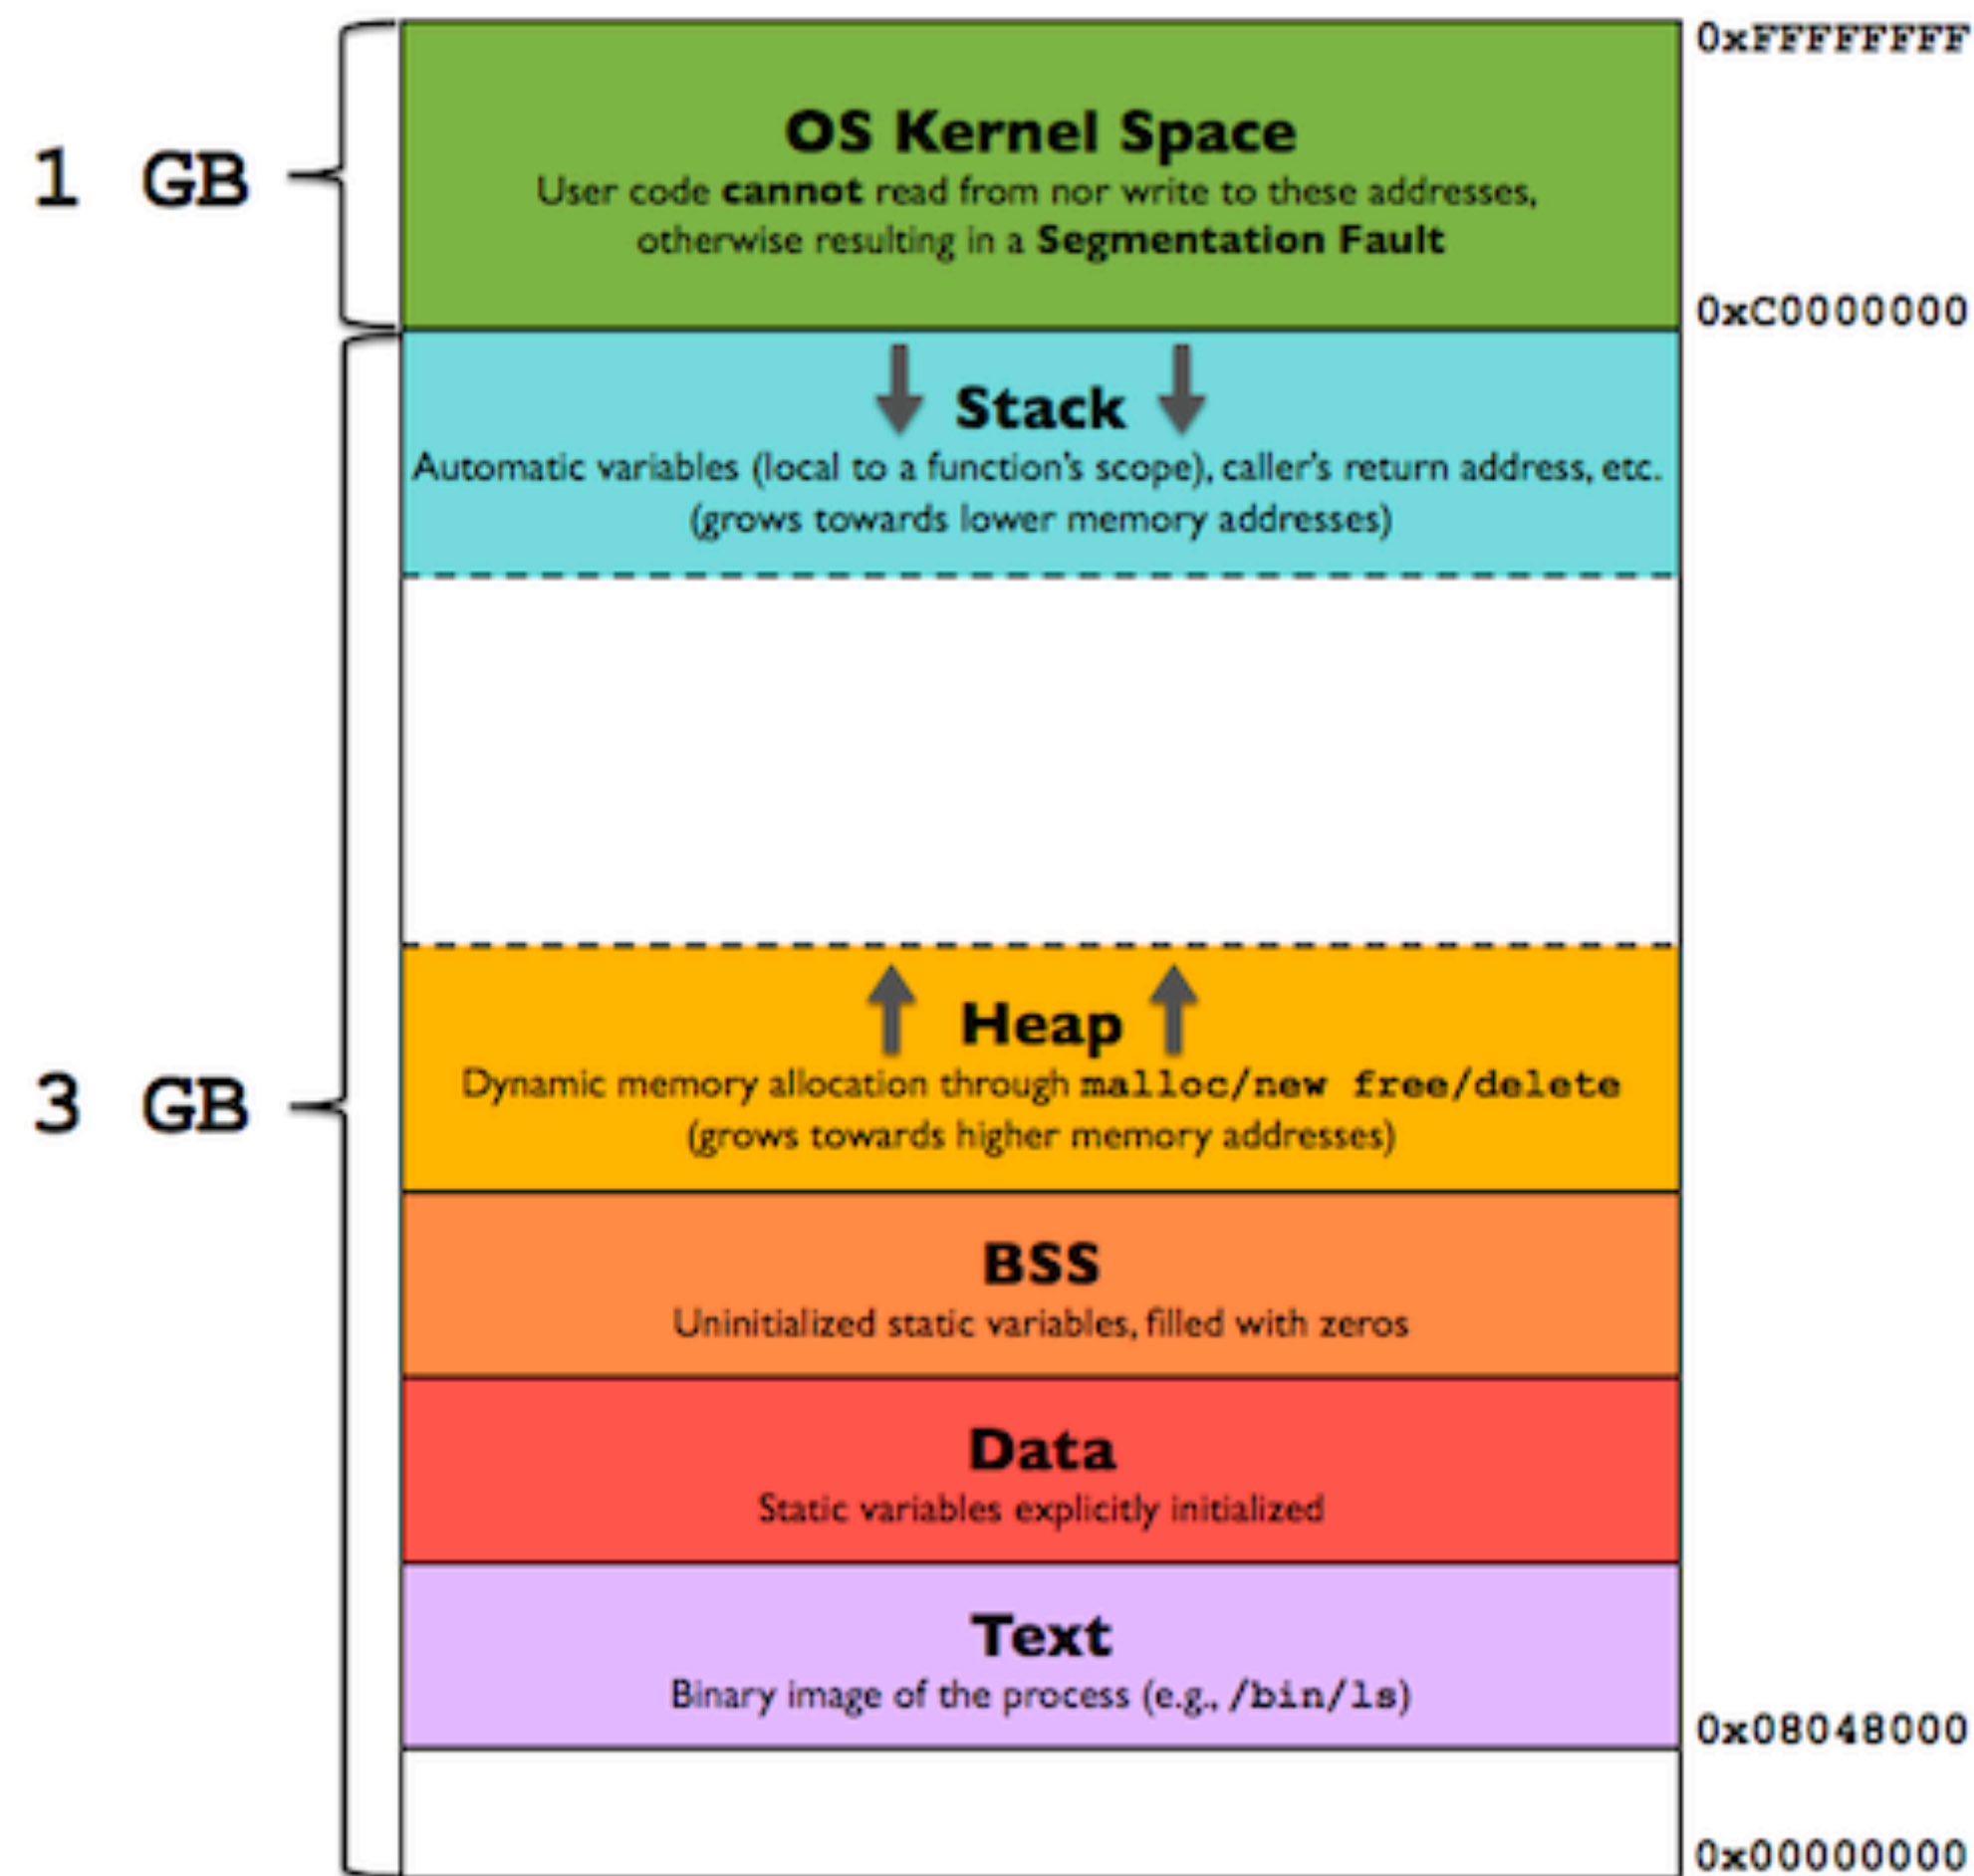 0xFFFFFFFF
OS Kernel Space
User code cannot read from nor write to these addresses,
otherwise resulting in a Segmentation Fault
1 GB
0xC0000000
Stack
Automatic variables (local to a function's scope), caller's return address, etc.
(grows towards lower memory addresses)
Heap
Dynamic memory allocation through malloc/new free/delete
(grows towards higher memory addresses)
3 GB
BSS
Uninitialized static variables, filled with zeros
Data
Static variables explicitly initialized
Text
Binary image of the process (e.g., /bin/ls)
0x08048000
0x00000000